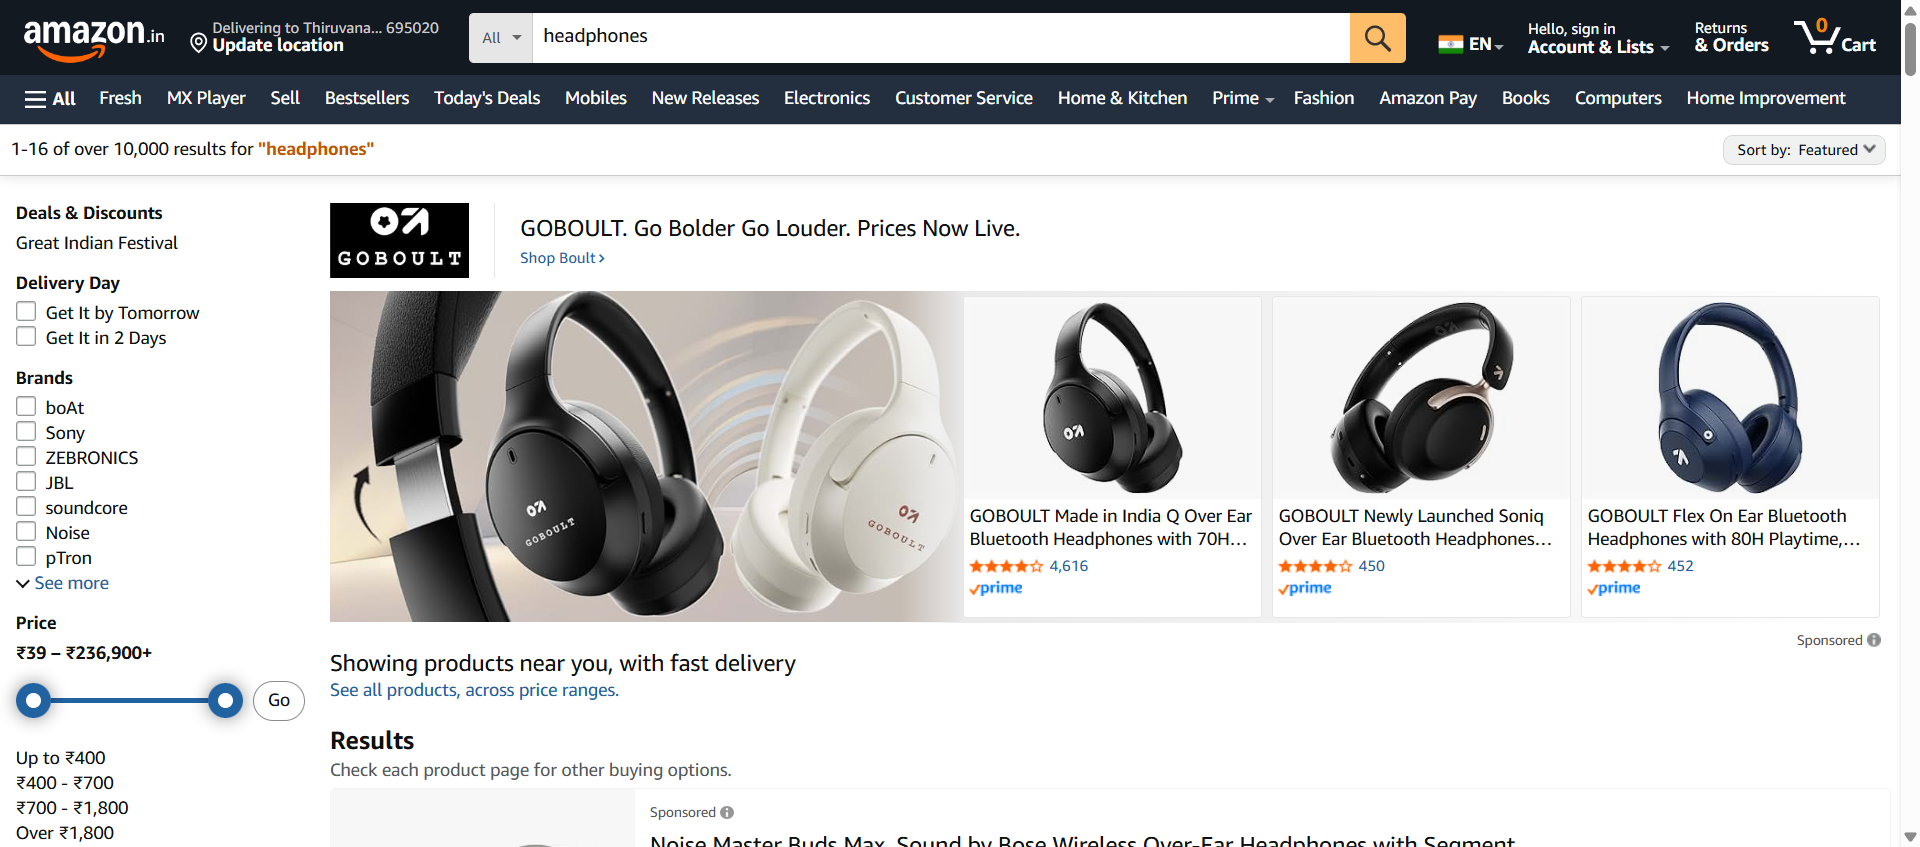 amazon.in
Delivering to Thiruvana... 695020
Update location
All
headphones
EN
Hello, sign in
Account & Lists
Returns
& Orders
0
Cart
All
Fresh
MX Player
Sell
Bestsellers
Today's Deals
Mobiles
New Releases
Electronics
Customer Service
Home & Kitchen
Prime
Fashion
Amazon Pay
Books
Computers
Home Improvement
1-16 of over 10,000 results for "headphones"
Sort by: Featured
Deals & Discounts
Great Indian Festival
Delivery Day
Get It by Tomorrow
Get It in 2 Days
Brands
boAt
Sony
ZEBRONICS
JBL
soundcore
Noise
pTron
See more
Price
₹39 – ₹236,900+
Go
Up to ₹400
₹400 - ₹700
₹700 - ₹1,800
Over ₹1,800
GOBOULT
GOBOULT. Go Bolder Go Louder. Prices Now Live.
Shop Boult ›
GOBOULT
GOBOULT
GOBOULT Made in India Q Over Ear
Bluetooth Headphones with 70H...
4,616
prime
GOBOULT Newly Launched Soniq
Over Ear Bluetooth Headphones...
450
prime
GOBOULT Flex On Ear Bluetooth
Headphones with 80H Playtime,...
452
prime
Sponsored
Showing products near you, with fast delivery
See all products, across price ranges.
Results
Check each product page for other buying options.
Sponsored
Noise Master Buds Max, Sound by Bose Wireless Over-Ear Headphones with Segment